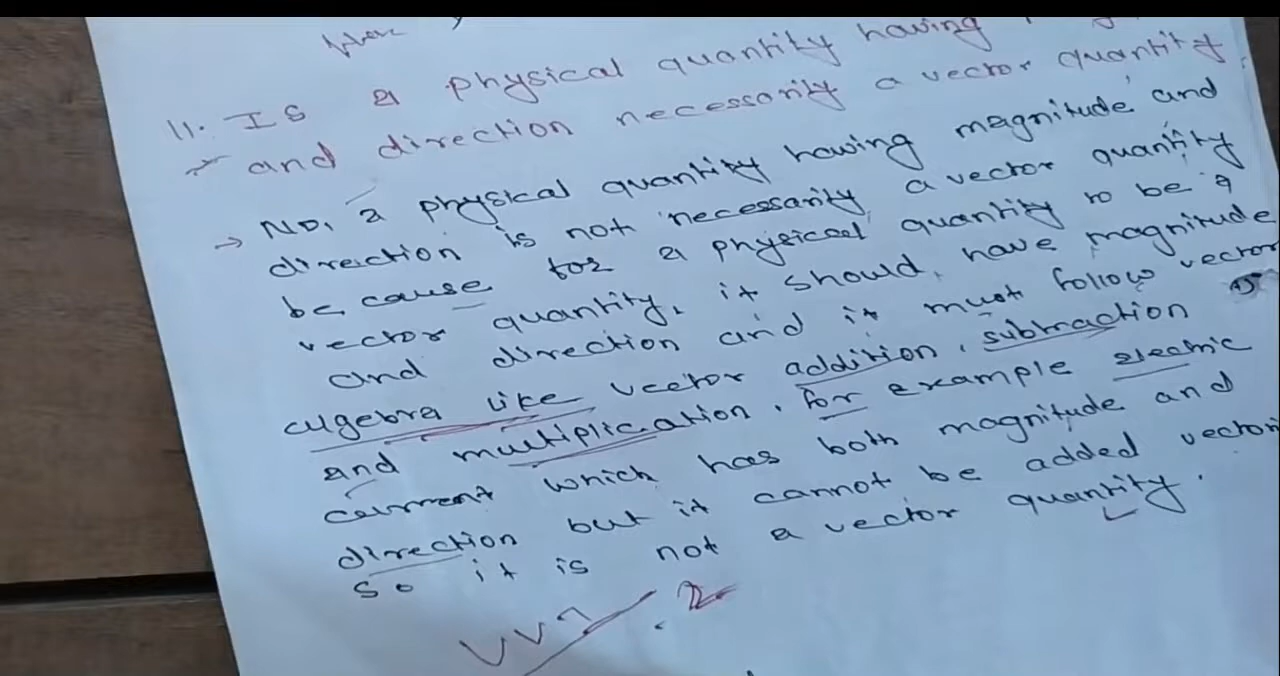 11. Is a physical quantity having
and direction necessarily a vector quantity
→ No, a physical quantity having magnitude and
direction is not necessarily a vector quantity
because for a physical quantity to be a
vector quantity, it should, have magnitude
and direction and it must follow vector
algebra like vector addition, subtraction
and multiplication. for example electric
current which has both magnitude and
direction but it cannot be added vector
so it is not a vector quantity.
2